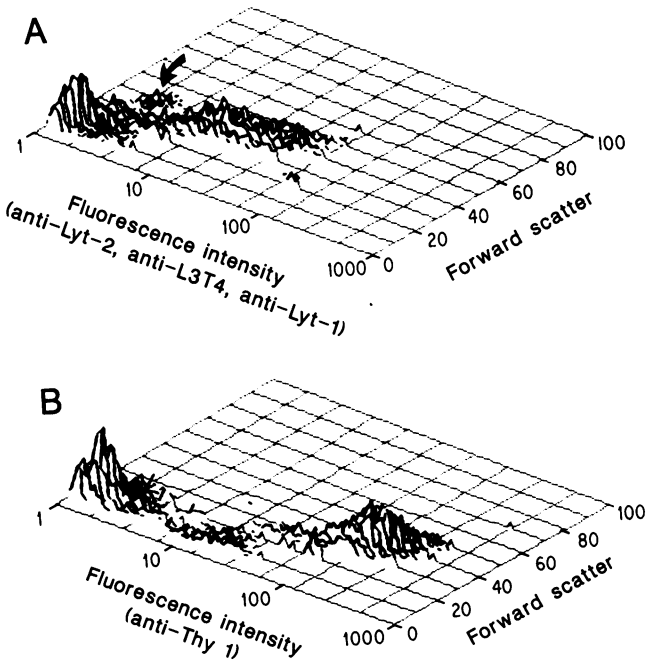 A
1
10
100
1000
0
20
40
60
80
100
Fluorescence intensity
(anti-Lyt-2, anti-L3T4, anti-Lyt-1)
Forward scatter
B
1
10
100
1000
0
20
40
60
80
100
Fluorescence intensity
(anti-Thy 1)
Forward scatter